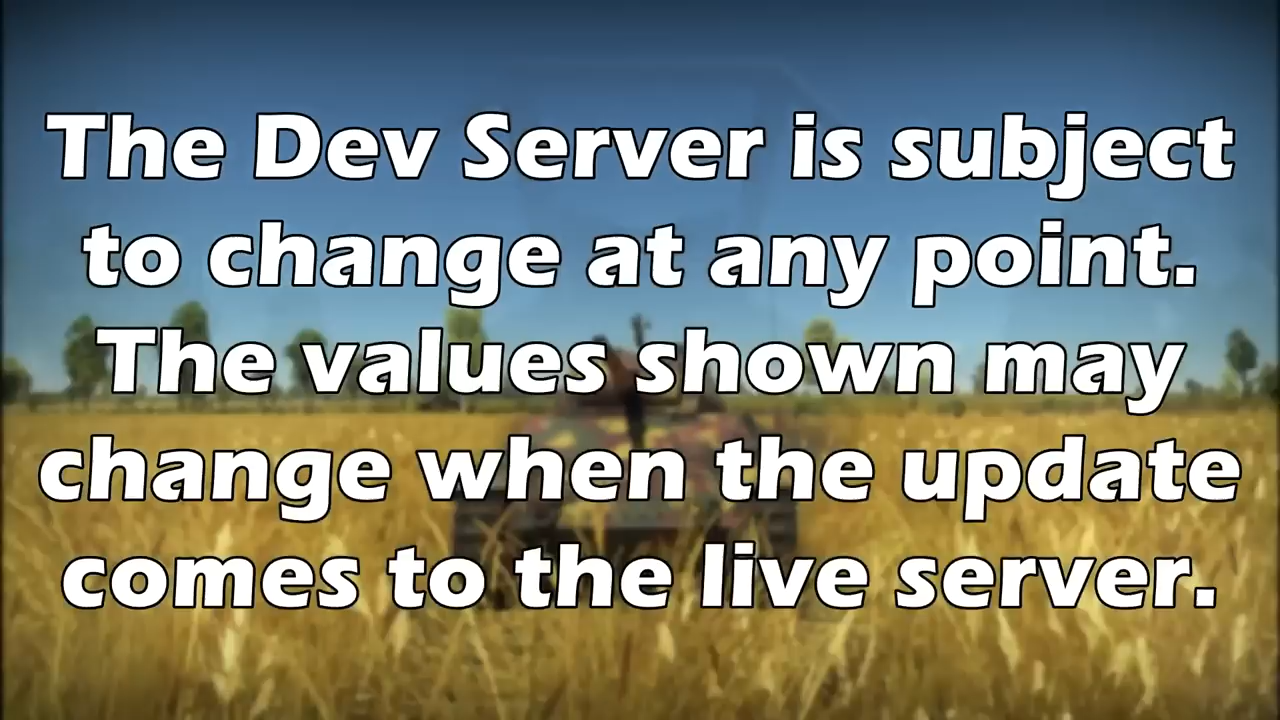 The Dev Server is subject
to change at any point.
The values shown may
change when the update
comes to the live server.